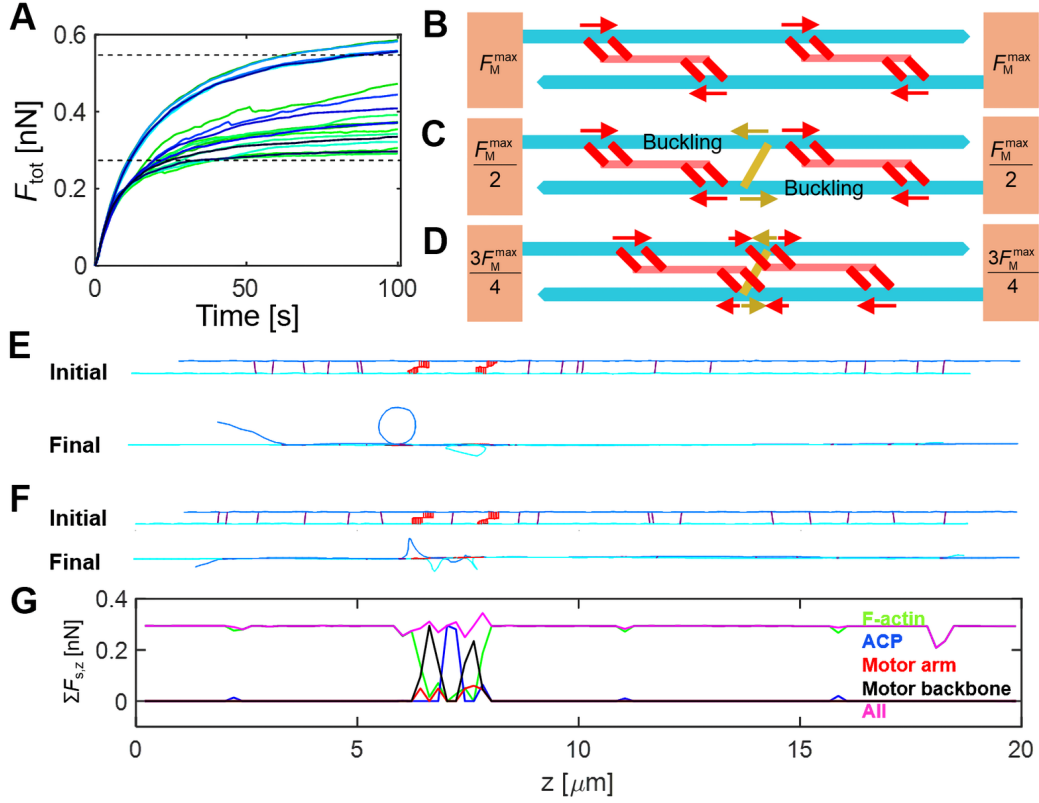 A
0.6
0.4
0.2
0
F_tot [nN]
0
50
100
Time [s]
B
F_M^max
F_M^max
C
F_M^max
2
Buckling
Buckling
F_M^max
2
D
3F_M^max
4
3F_M^max
4
E
Initial
Final
F
Initial
Final
G
0.4
0.2
0
ΣF_s,z [nN]
F-actin
ACP
Motor arm
Motor backbone
All
0
5
10
15
20
z [μm]